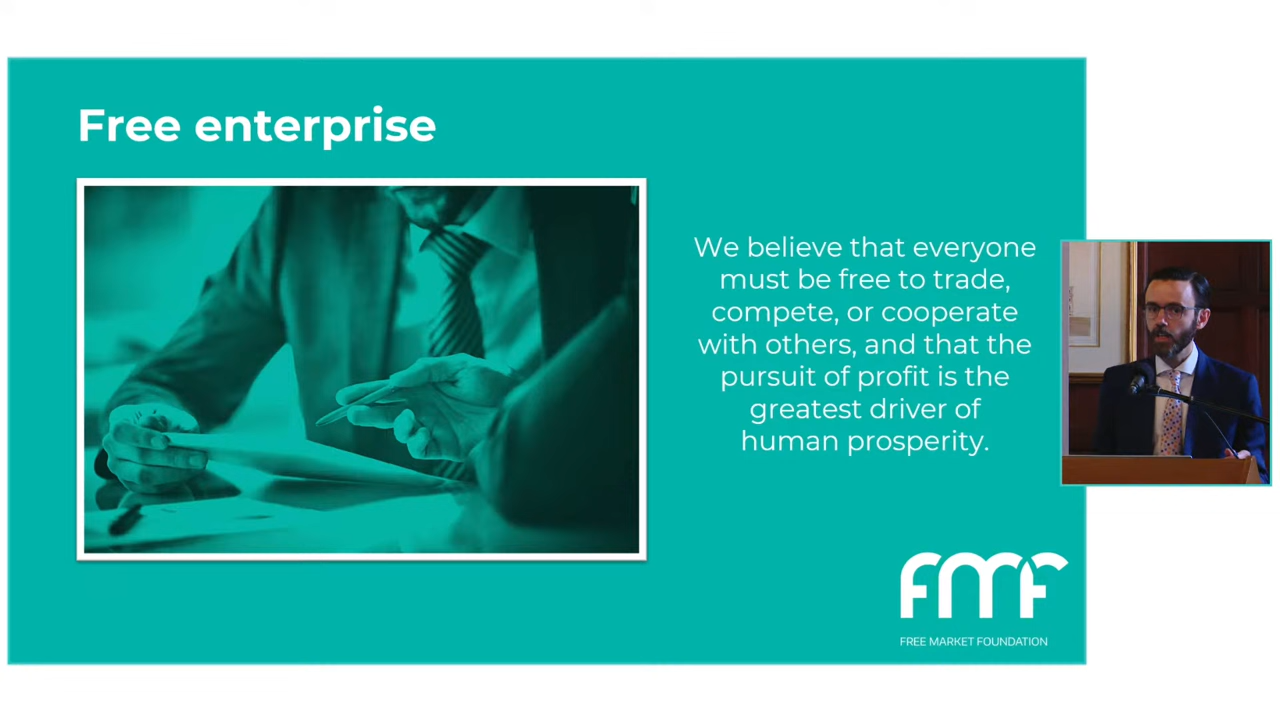 Free enterprise
We believe that everyone
must be free to trade,
compete, or cooperate
with others, and that the
pursuit of profit is the
greatest driver of
human prosperity.
FMF
FREE MARKET FOUNDATION